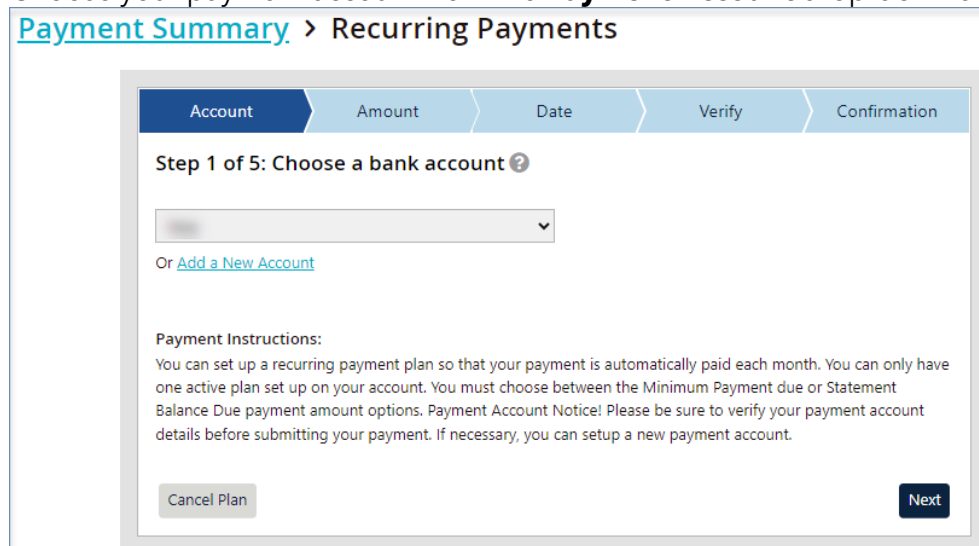 Payment Summary > Recurring Payments
Account Amount Date Verify Confirmation
Step 1 of 5: Choose a bank account ?
Or Add a New Account
Payment Instructions:
You can set up a recurring payment plan so that your payment is automatically paid each month. You can only have
one active plan set up on your account. You must choose between the Minimum Payment due or Statement
Balance Due payment amount options. Payment Account Notice! Please be sure to verify your payment account
details before submitting your payment. If necessary, you can setup a new payment account.
Cancel Plan Next